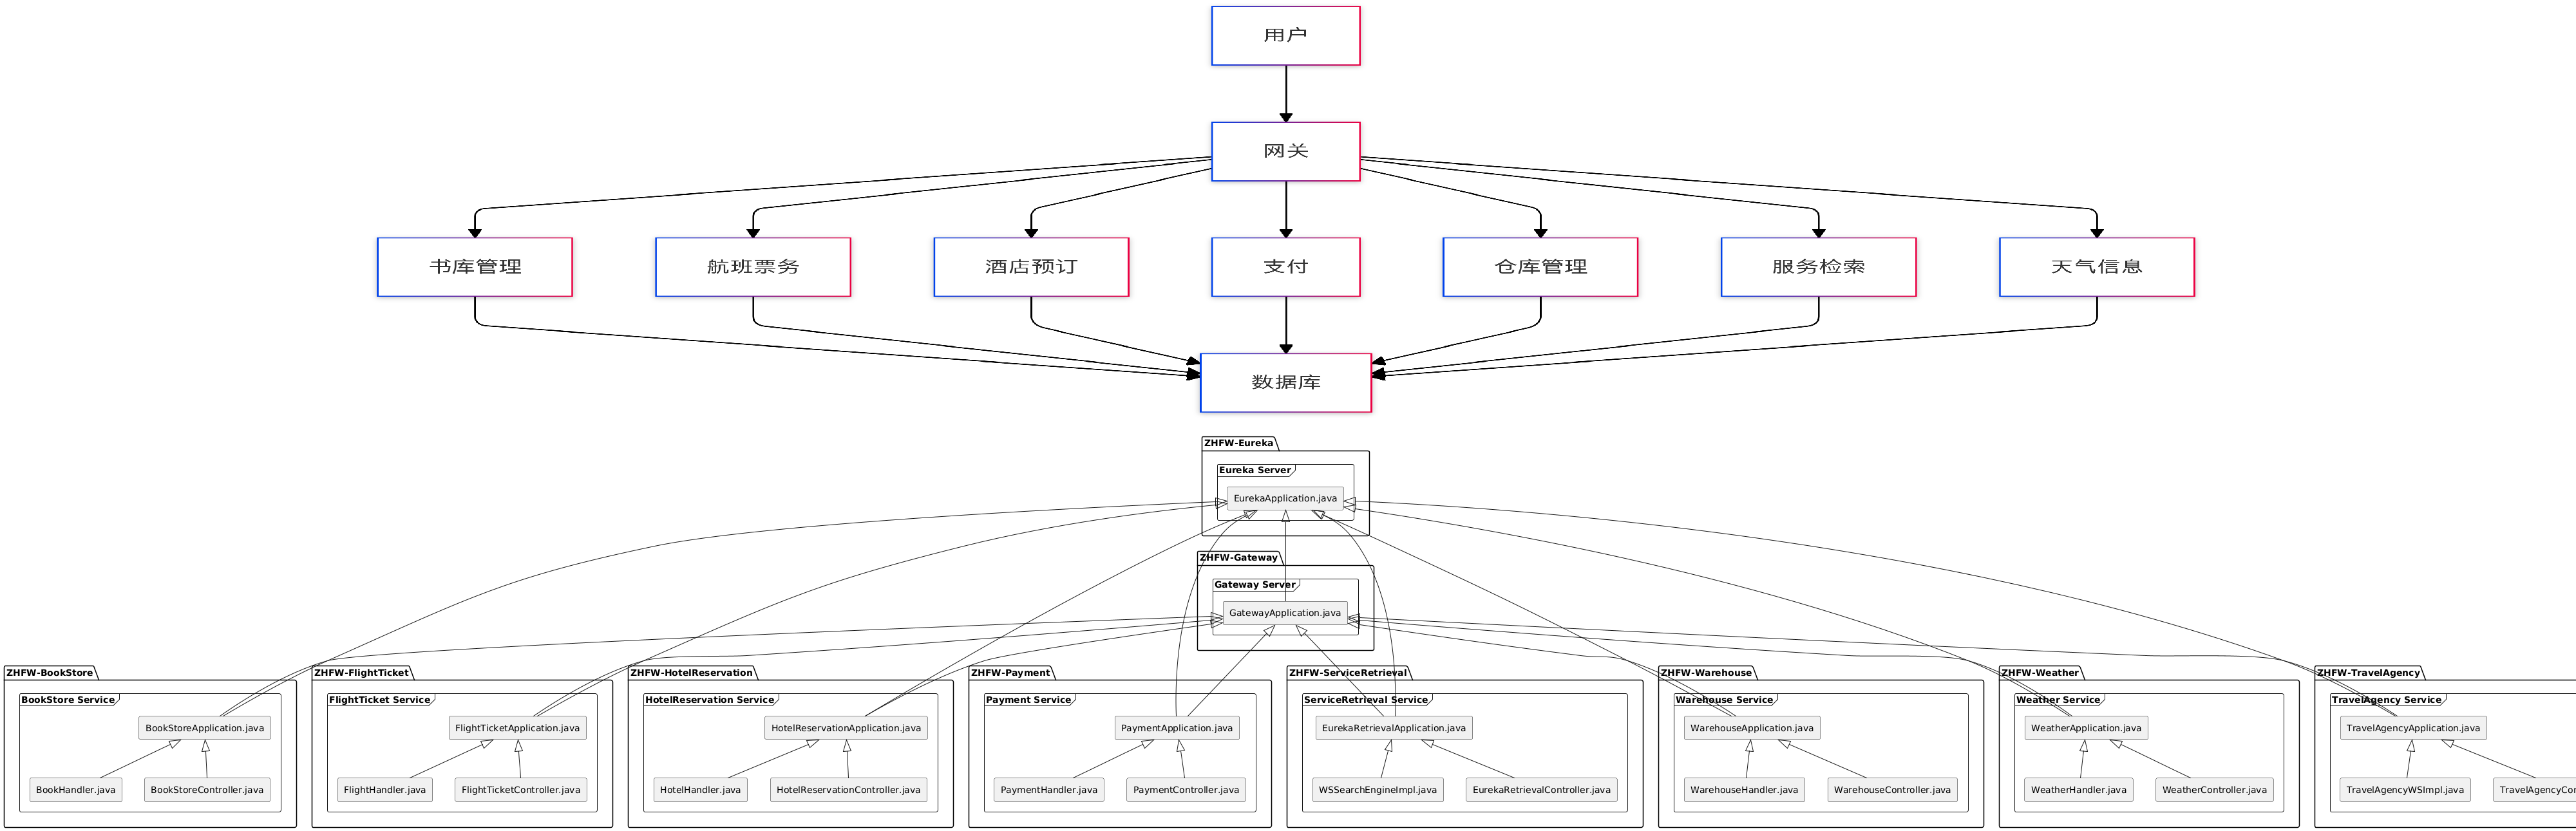 用户
网关
书库管理 航班票务 酒店预订 支付 仓库管理 服务检索 天气信息
数据库
ZHFW-Eureka
Eureka Server
EurekaApplication.java
ZHFW-Gateway
Gateway Server
GatewayApplication.java
ZHFW-BookStore ZHFW-FlightTicket ZHFW-HotelReservation ZHFW-Payment ZHFW-ServiceRetrieval ZHFW-Warehouse ZHFW-Weather ZHFW-TravelAgency
BookStore Service FlightTicket Service HotelReservation Service Payment Service ServiceRetrieval Service Warehouse Service Weather Service TravelAgency Service
BookStoreApplication.java FlightTicketApplication.java HotelReservationApplication.java PaymentApplication.java EurekaRetrievalApplication.java WarehouseApplication.java WeatherApplication.java TravelAgencyApplication.java
BookHandler.java BookStoreController.java FlightHandler.java FlightTicketController.java HotelHandler.java HotelReservationController.java PaymentHandler.java PaymentController.java WSSearchEngineImpl.java EurekaRetrievalController.java WarehouseHandler.java WarehouseController.java WeatherHandler.java WeatherController.java TravelAgencyWSImpl.java